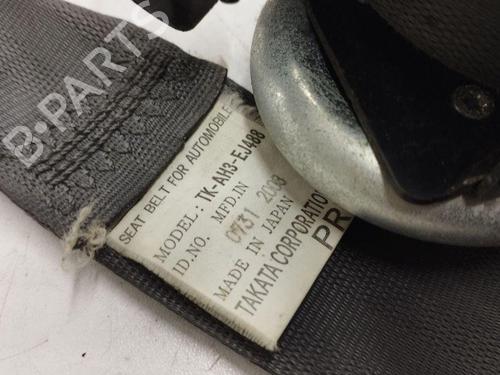 B·PARTS
SEAT BELT FOR AUTOMOBILE
MODEL: TK-AH3-EJ488
ID.NO. MFD.IN
0731 2003
MADE IN JAPAN
TAKATA CORPORATION
PR